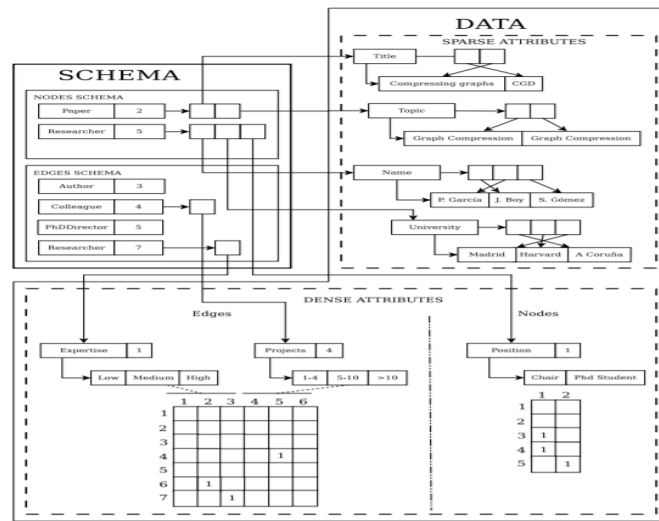 DATA
SPARSE ATTRIBUTES
Title
Compressing graphs CGD
Topic
Graph Compression Graph Compression
Name
P. García J. Boy S. Gómez
University
Madrid Harvard A Coruña
SCHEMA
NODES SCHEMA
Paper 2
Researcher 5
EDGES SCHEMA
Author 3
Colleague 4
PhDDirector 5
Researcher 7
DENSE ATTRIBUTES
Edges
Expertise 1
Low Medium High
Projects 4
1-4 5-10 >10
1 2 3 4 5 6
1
2
3
4 1
5
6 1
7 1
Nodes
Position 1
Chair Phd Student
1 2
1
2
3 1
4 1
5 1